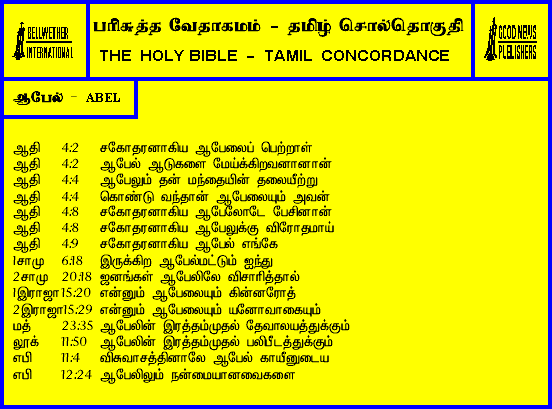 BELLWETHER
INTERNATIONAL
பரிசுத்த வேதாகமம் - தமிழ் சொல்தொகுதி
THE HOLY BIBLE - TAMIL CONCORDANCE
GOOD NEWS
PUBLISHERS
ஆபேல் - ABEL
ஆதி 4:2 சகோதரனாகிய ஆபேலைப் பெற்றாள்
ஆதி 4:2 ஆபேல் ஆடுகளை மேய்க்கிறவனானான்
ஆதி 4:4 ஆபேலும் தன் மந்தையின் தலையீற்று
ஆதி 4:4 கொண்டு வந்தான் ஆபேலையும் அவன்
ஆதி 4:8 சகோதரனாகிய ஆபேலோடே பேசினான்
ஆதி 4:8 சகோதரனாகிய ஆபேலுக்கு விரோதமாய்
ஆதி 4:9 சகோதரனாகிய ஆபேல் எங்கே
1சாமு 6:18 இருக்கிற ஆபேல்மட்டும் ஐந்து
2சாமு 20:18 ஜனங்கள் ஆபேலிலே விசாரித்தால்
1இராஜா 15:20 என்னும் ஆபேலையும் கின்னரோத்
2இராஜா 15:29 என்னும் ஆபேலையும் யனோவாகையும்
மத் 23:35 ஆபேலின் இரத்தம்முதல் தேவாலயத்துக்கும்
லூக் 11:50 ஆபேலின் இரத்தம்முதல் பலிபீடத்துக்கும்
எபி 11:4 விசுவாசத்தினாலே ஆபேல் காயீனுடைய
எபி 12:24 ஆபேலிலும் நன்மையானவைகளை